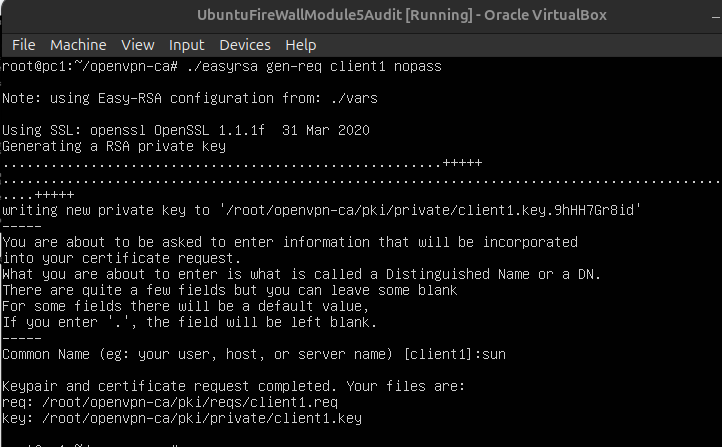 UbuntuFireWallModule5Audit [Running] - Oracle VirtualBox
File Machine View Input Devices Help
root@pc1:~/openvpn-ca# ./easyrsa gen-req client1 nopass
Note: using Easy-RSA configuration from: ./vars
Using SSL: openssl OpenSSL 1.1.1f  31 Mar 2020
Generating a RSA private key
.......................................................+++++
..........................................................................................
....+++++
writing new private key to '/root/openvpn-ca/pki/private/client1.key.9hHH7Gr8id'
-----
You are about to be asked to enter information that will be incorporated
into your certificate request.
What you are about to enter is what is called a Distinguished Name or a DN.
There are quite a few fields but you can leave some blank
For some fields there will be a default value,
If you enter '.', the field will be left blank.
-----
Common Name (eg: your user, host, or server name) [client1]:sun
Keypair and certificate request completed. Your files are:
req: /root/openvpn-ca/pki/reqs/client1.req
key: /root/openvpn-ca/pki/private/client1.key